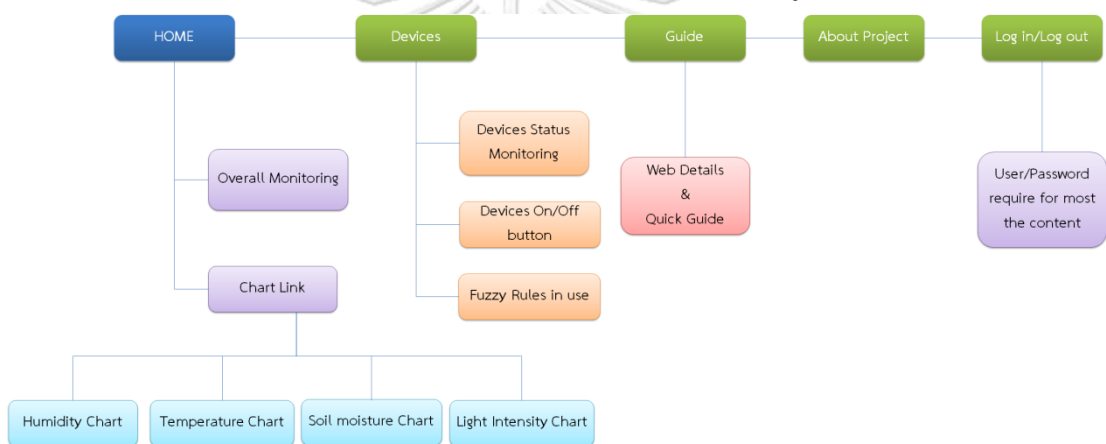 HOME
Devices
Guide
About Project
Log in/Log out
Devices Status
Monitoring
Overall Monitoring
Web Details
&
Quick Guide
User/Password
require for most
the content
Devices On/Off
button
Chart Link
Fuzzy Rules in use
Humidity Chart
Temperature Chart
Soil moisture Chart
Light Intensity Chart